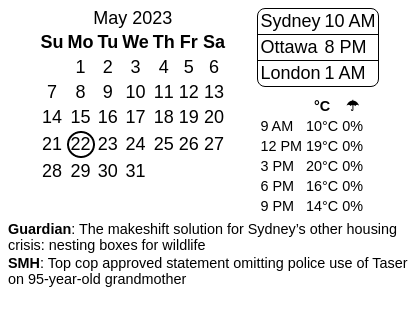 May 2023
Su Mo Tu We Th Fr Sa
1 2 3 4 5 6
7 8 9 10 11 12 13
14 15 16 17 18 19 20
21 22 23 24 25 26 27
28 29 30 31
Sydney 10 AM
Ottawa 8 PM
London 1 AM
°C ☂
9 AM 10°C 0%
12 PM 19°C 0%
3 PM 20°C 0%
6 PM 16°C 0%
9 PM 14°C 0%
Guardian: The makeshift solution for Sydney’s other housing
crisis: nesting boxes for wildlife
SMH: Top cop approved statement omitting police use of Taser
on 95-year-old grandmother